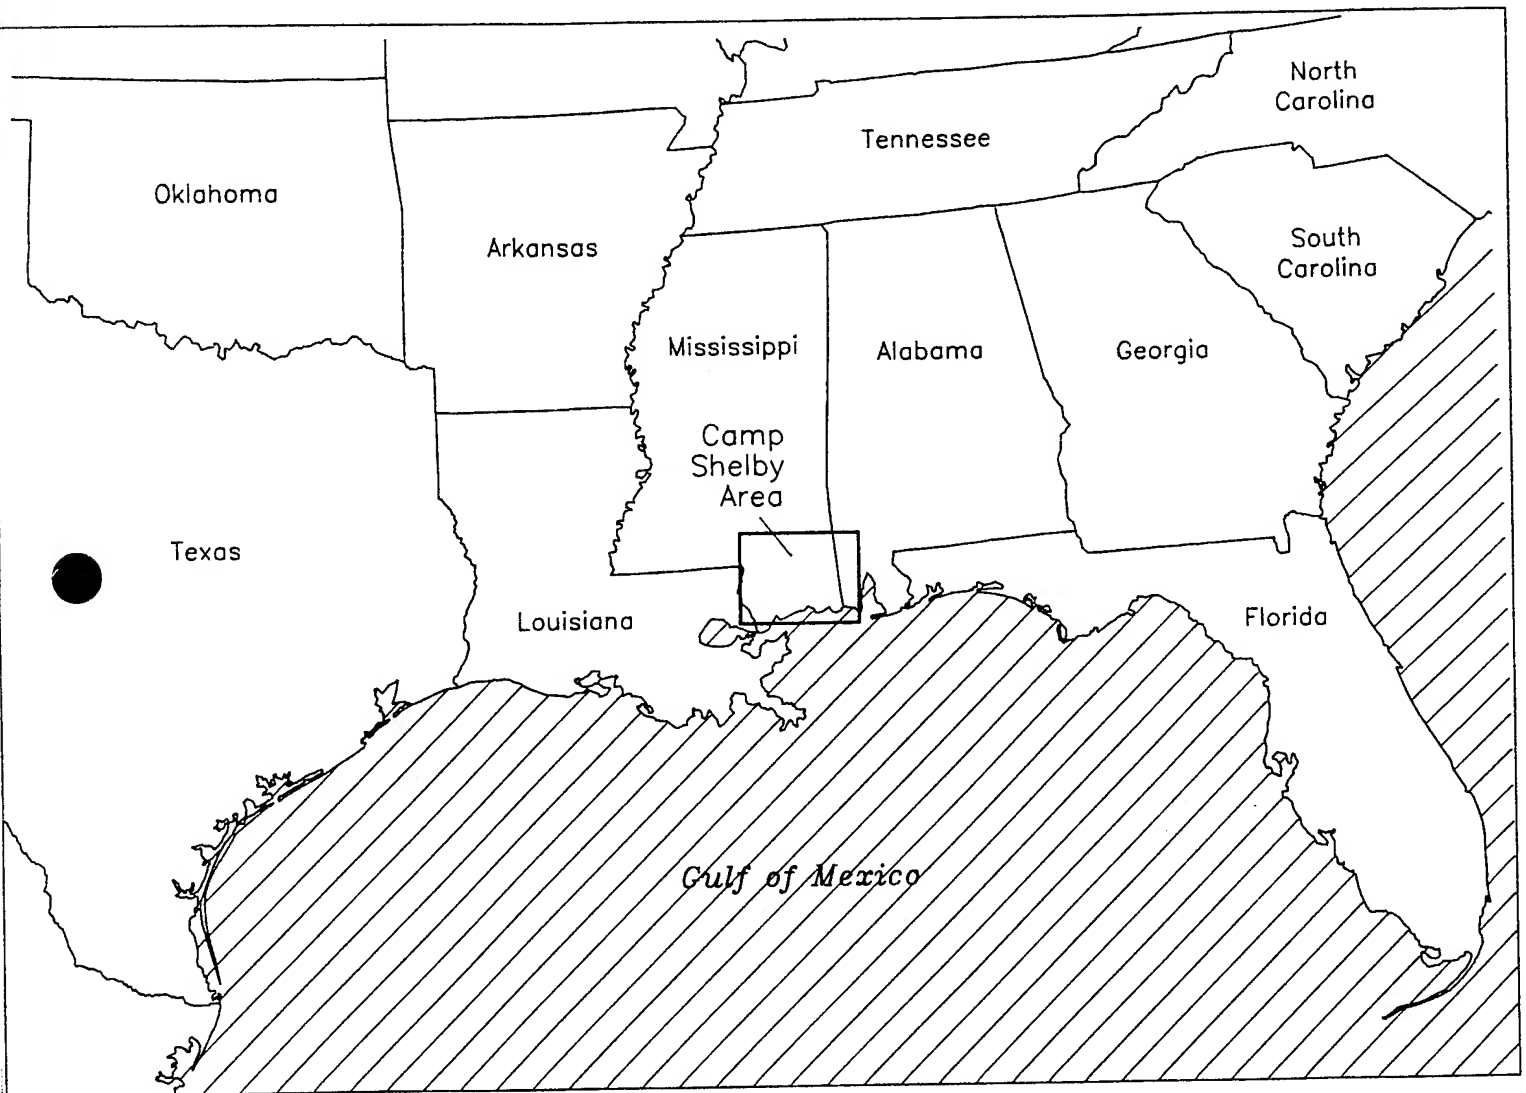 North
Carolina
Tennessee
Oklahoma
Arkansas
South
Carolina
Mississippi
Alabama
Georgia
Camp
Shelby
Area
Texas
Louisiana
Florida
Gulf of Mexico